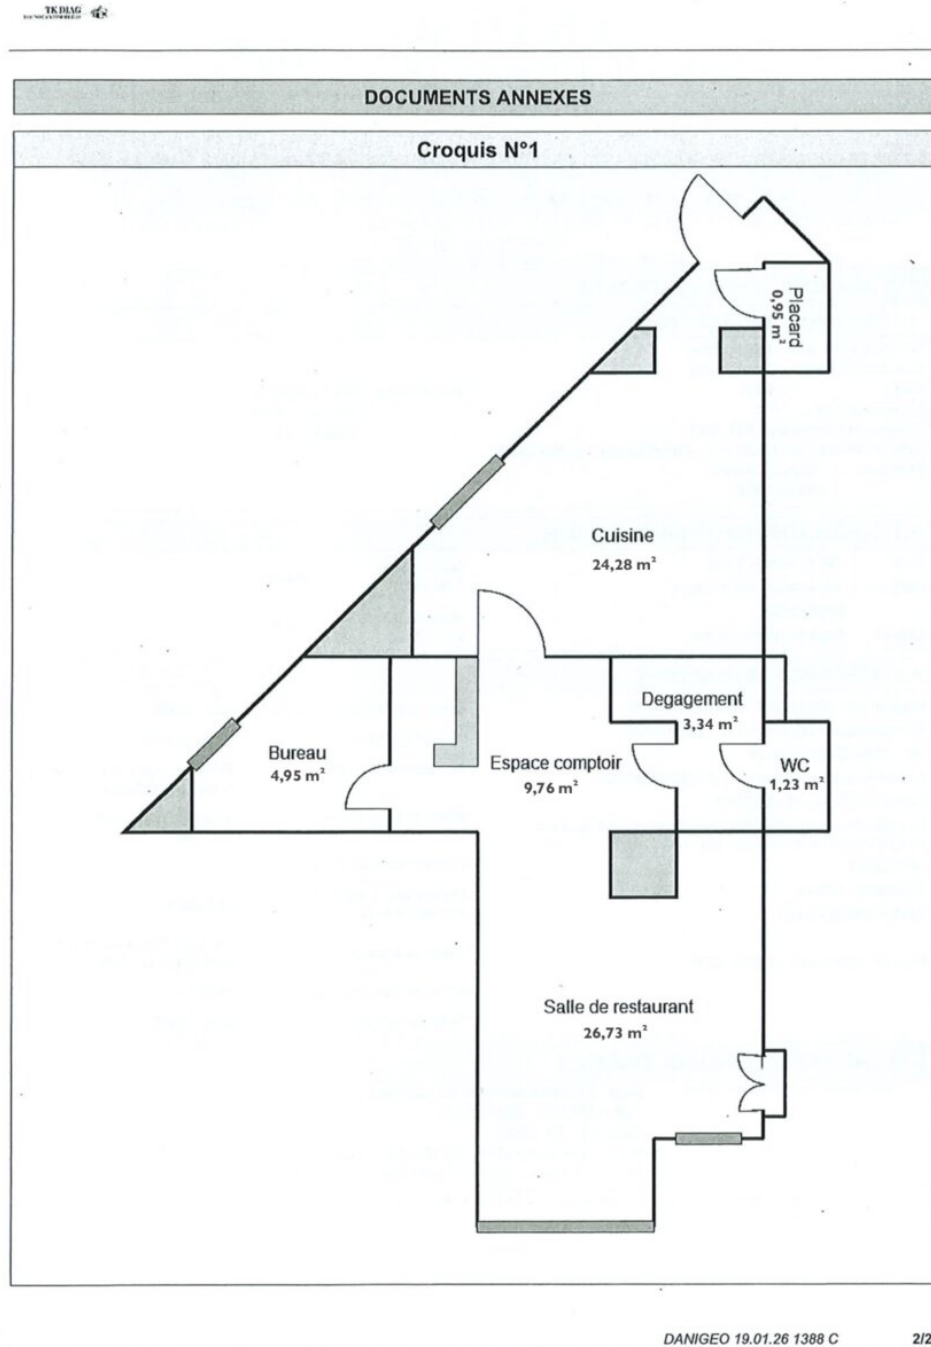 TK DIAG
DOCUMENTS ANNEXES
Croquis N°1
Placard
0,95 m²
Cuisine
24,28 m²
Degagement
3,34 m²
Bureau
4,95 m²
Espace comptoir
9,76 m²
WC
1,23 m²
Salle de restaurant
26,73 m²
DANIGEO 19.01.26 1388 C
2/2